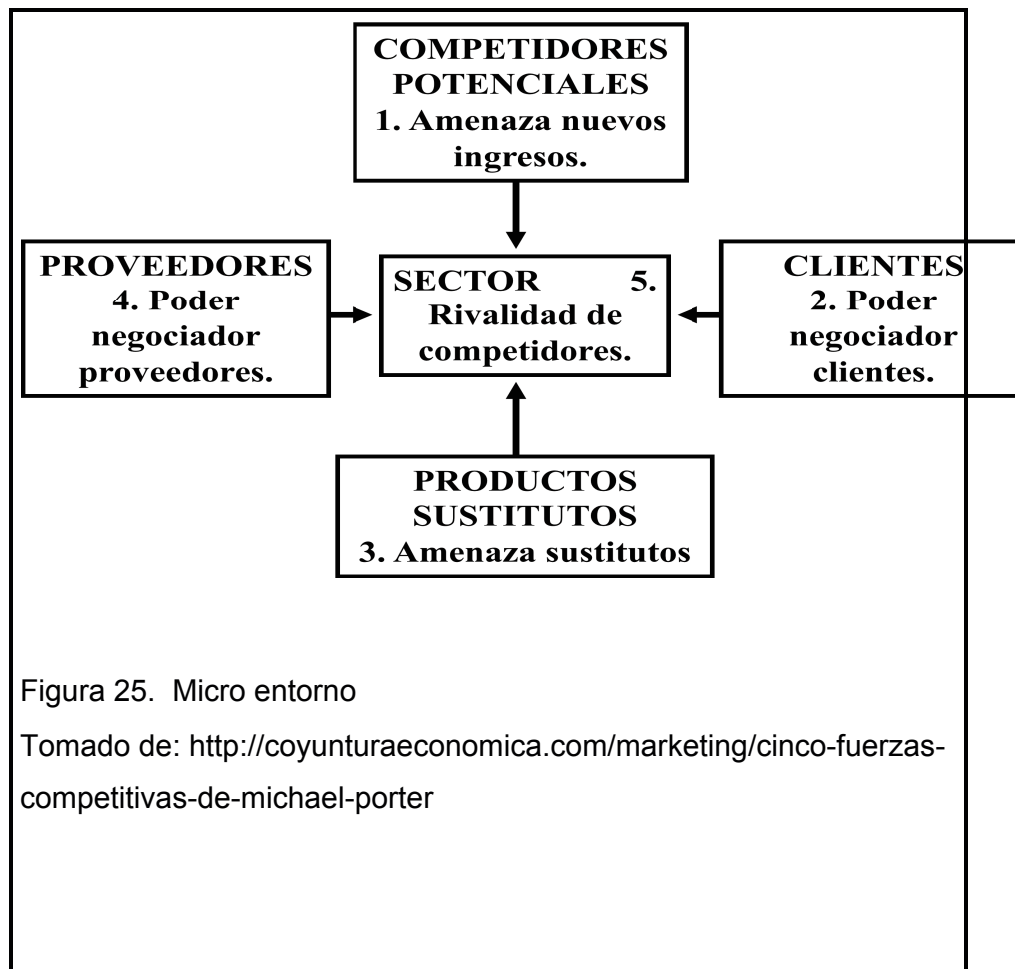 COMPETIDORES
POTENCIALES
1. Amenaza nuevos
ingresos.
PROVEEDORES
4. Poder
negociador
proveedores.
SECTOR 5.
Rivalidad de
competidores.
CLIENTES
2. Poder
negociador
clientes.
PRODUCTOS
SUSTITUTOS
3. Amenaza sustitutos
Figura 25. Micro entorno
Tomado de: http://coyunturaeconomica.com/marketing/cinco-fuerzas-
competitivas-de-michael-porter